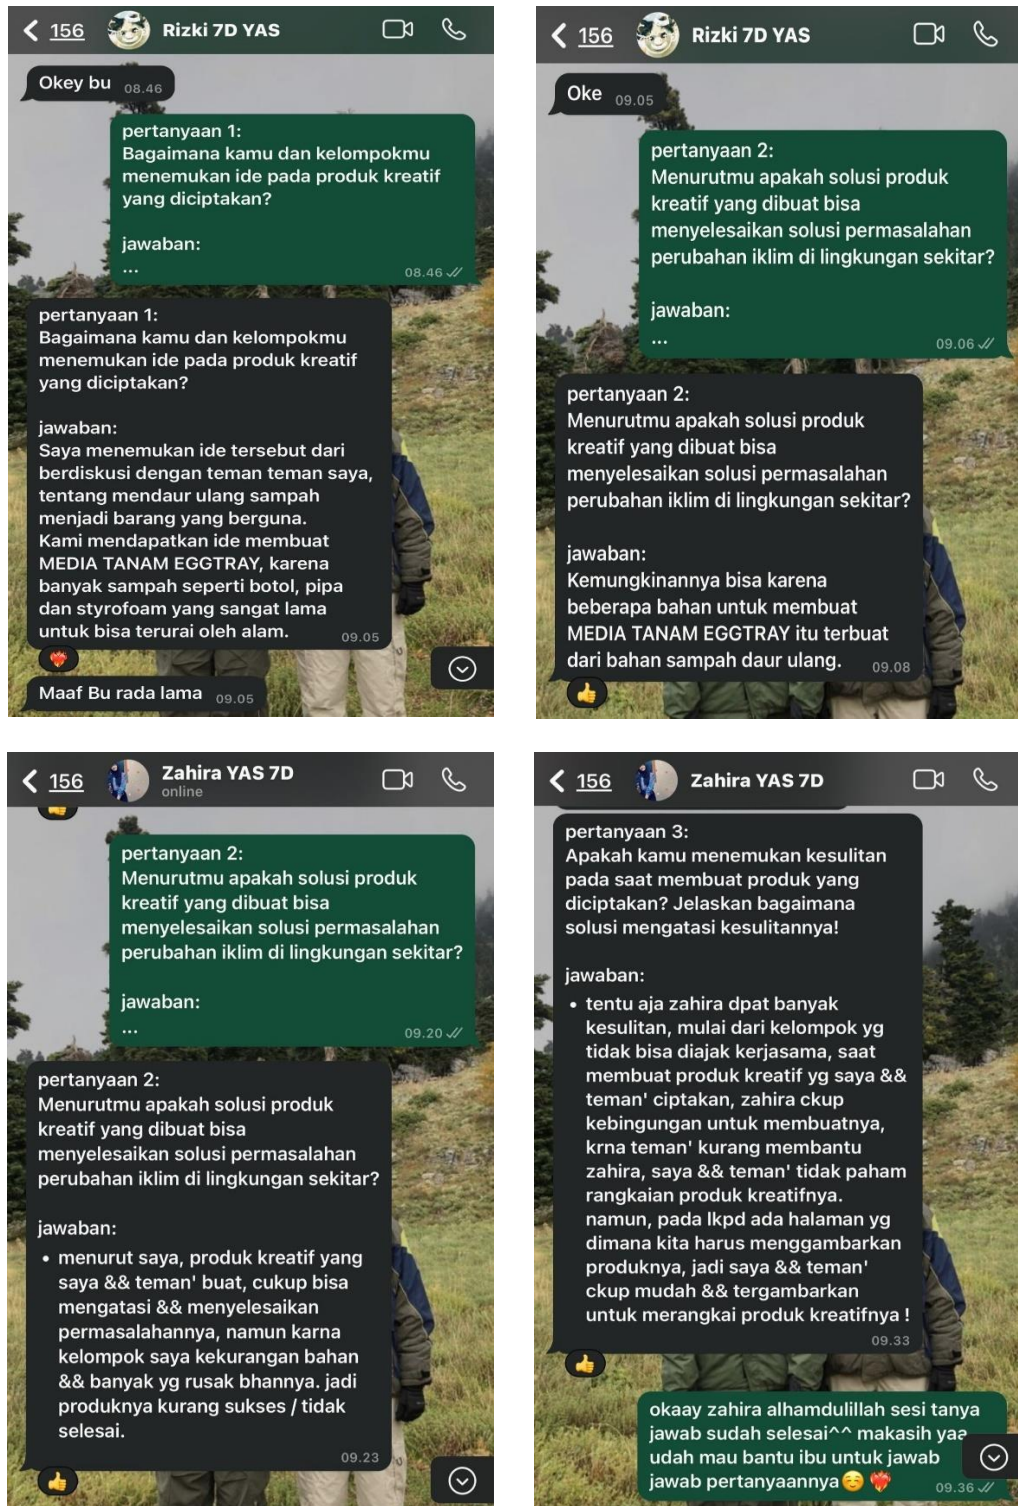 156 Rizki 7D YAS
Okey bu 08.46
pertanyaan 1:
Bagaimana kamu dan kelompokmu
menemukan ide pada produk kreatif
yang diciptakan?
jawaban:
...
08.46
pertanyaan 1:
Bagaimana kamu dan kelompokmu
menemukan ide pada produk kreatif
yang diciptakan?
jawaban:
Saya menemukan ide tersebut dari
berdiskusi dengan teman teman saya,
tentang mendaur ulang sampah
menjadi barang yang berguna.
Kami mendapatkan ide membuat
MEDIA TANAM EGGTRAY, karena
banyak sampah seperti botol, pipa
dan styrofoam yang sangat lama
untuk bisa terurai oleh alam. 09.05
Maaf Bu rada lama 09.05
156 Rizki 7D YAS
Oke 09.05
pertanyaan 2:
Menurutmu apakah solusi produk
kreatif yang dibuat bisa
menyelesaikan solusi permasalahan
perubahan iklim di lingkungan sekitar?
jawaban:
...
09.06
pertanyaan 2:
Menurutmu apakah solusi produk
kreatif yang dibuat bisa
menyelesaikan solusi permasalahan
perubahan iklim di lingkungan sekitar?
jawaban:
Kemungkinannya bisa karena
beberapa bahan untuk membuat
MEDIA TANAM EGGTRAY itu terbuat
dari bahan sampah daur ulang. 09.08
156 Zahira YAS 7D
online
pertanyaan 2:
Menurutmu apakah solusi produk
kreatif yang dibuat bisa
menyelesaikan solusi permasalahan
perubahan iklim di lingkungan sekitar?
jawaban:
...
09.20
pertanyaan 2:
Menurutmu apakah solusi produk
kreatif yang dibuat bisa
menyelesaikan solusi permasalahan
perubahan iklim di lingkungan sekitar?
jawaban:
• menurut saya, produk kreatif yang
saya && teman' buat, cukup bisa
mengatasi && menyelesaikan
permasalahannya, namun karna
kelompok saya kekurangan bahan
&& banyak yg rusak bhannya. jadi
produknya kurang sukses / tidak
selesai.
09.23
156 Zahira YAS 7D
pertanyaan 3:
Apakah kamu menemukan kesulitan
pada saat membuat produk yang
diciptakan? Jelaskan bagaimana
solusi mengatasi kesulitannya!
jawaban:
• tentu aja zahira dpat banyak
kesulitan, mulai dari kelompok yg
tidak bisa diajak kerjasama, saat
membuat produk kreatif yg saya &&
teman' ciptakan, zahira ckup
kebingungan untuk membuatnya,
krna teman' kurang membantu
zahira, saya && teman' tidak paham
rangkaian produk kreatifnya.
namun, pada lkpd ada halaman yg
dimana kita harus menggambarkan
produknya, jadi saya && teman'
ckup mudah && tergambarkan
untuk merangkai produk kreatifnya !
09.33
okaay zahira alhamdulillah sesi tanya
jawab sudah selesai^^ makasih yaa
udah mau bantu ibu untuk jawab
jawab pertanyaannya☺️ ❤️‍🔥 09.36